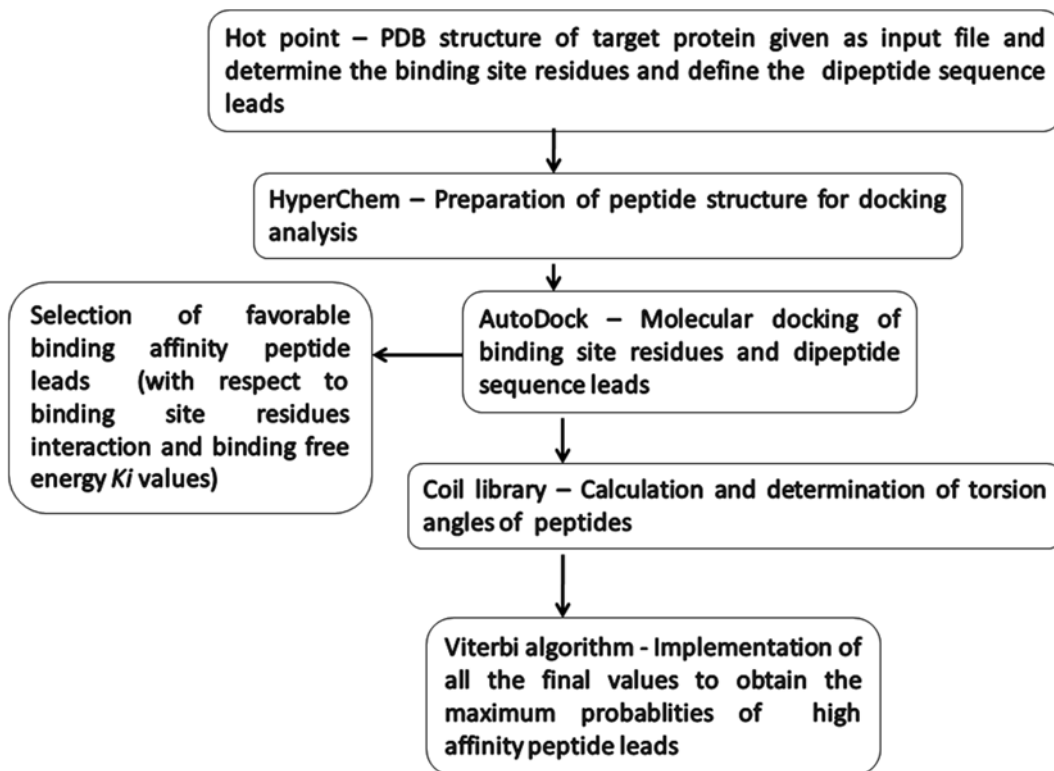 Hot point – PDB structure of target protein given as input file and
determine the binding site residues and define the dipeptide sequence
leads
HyperChem – Preparation of peptide structure for docking
analysis
Selection of favorable
binding affinity peptide
leads (with respect to
binding site residues
interaction and binding free
energy Ki values)
AutoDock – Molecular docking of
binding site residues and dipeptide
sequence leads
Coil library – Calculation and determination of torsion
angles of peptides
Viterbi algorithm - Implementation of
all the final values to obtain the
maximum probablities of high
affinity peptide leads